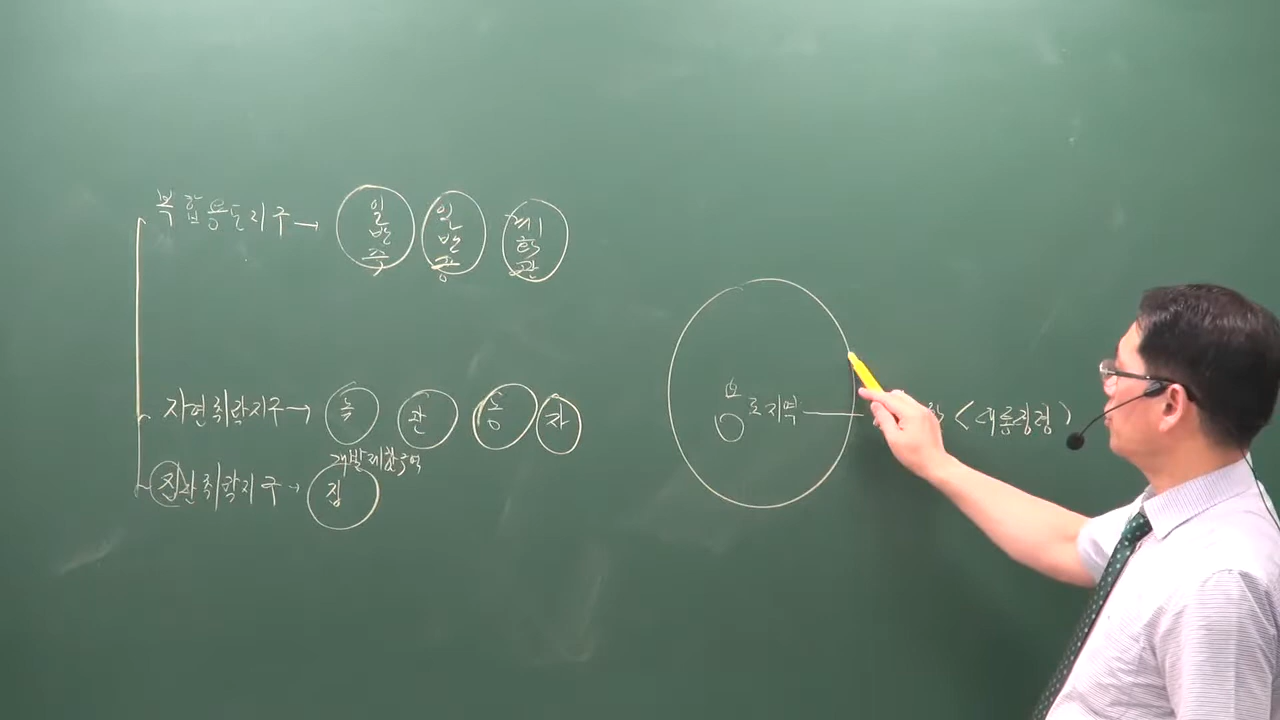 복합용도지구 → 일반주 일반공 계획관
자연취락지구 → 녹 관 농 자
개발제한구역
집단취락지구 → 집
용도지역 <대통령령>